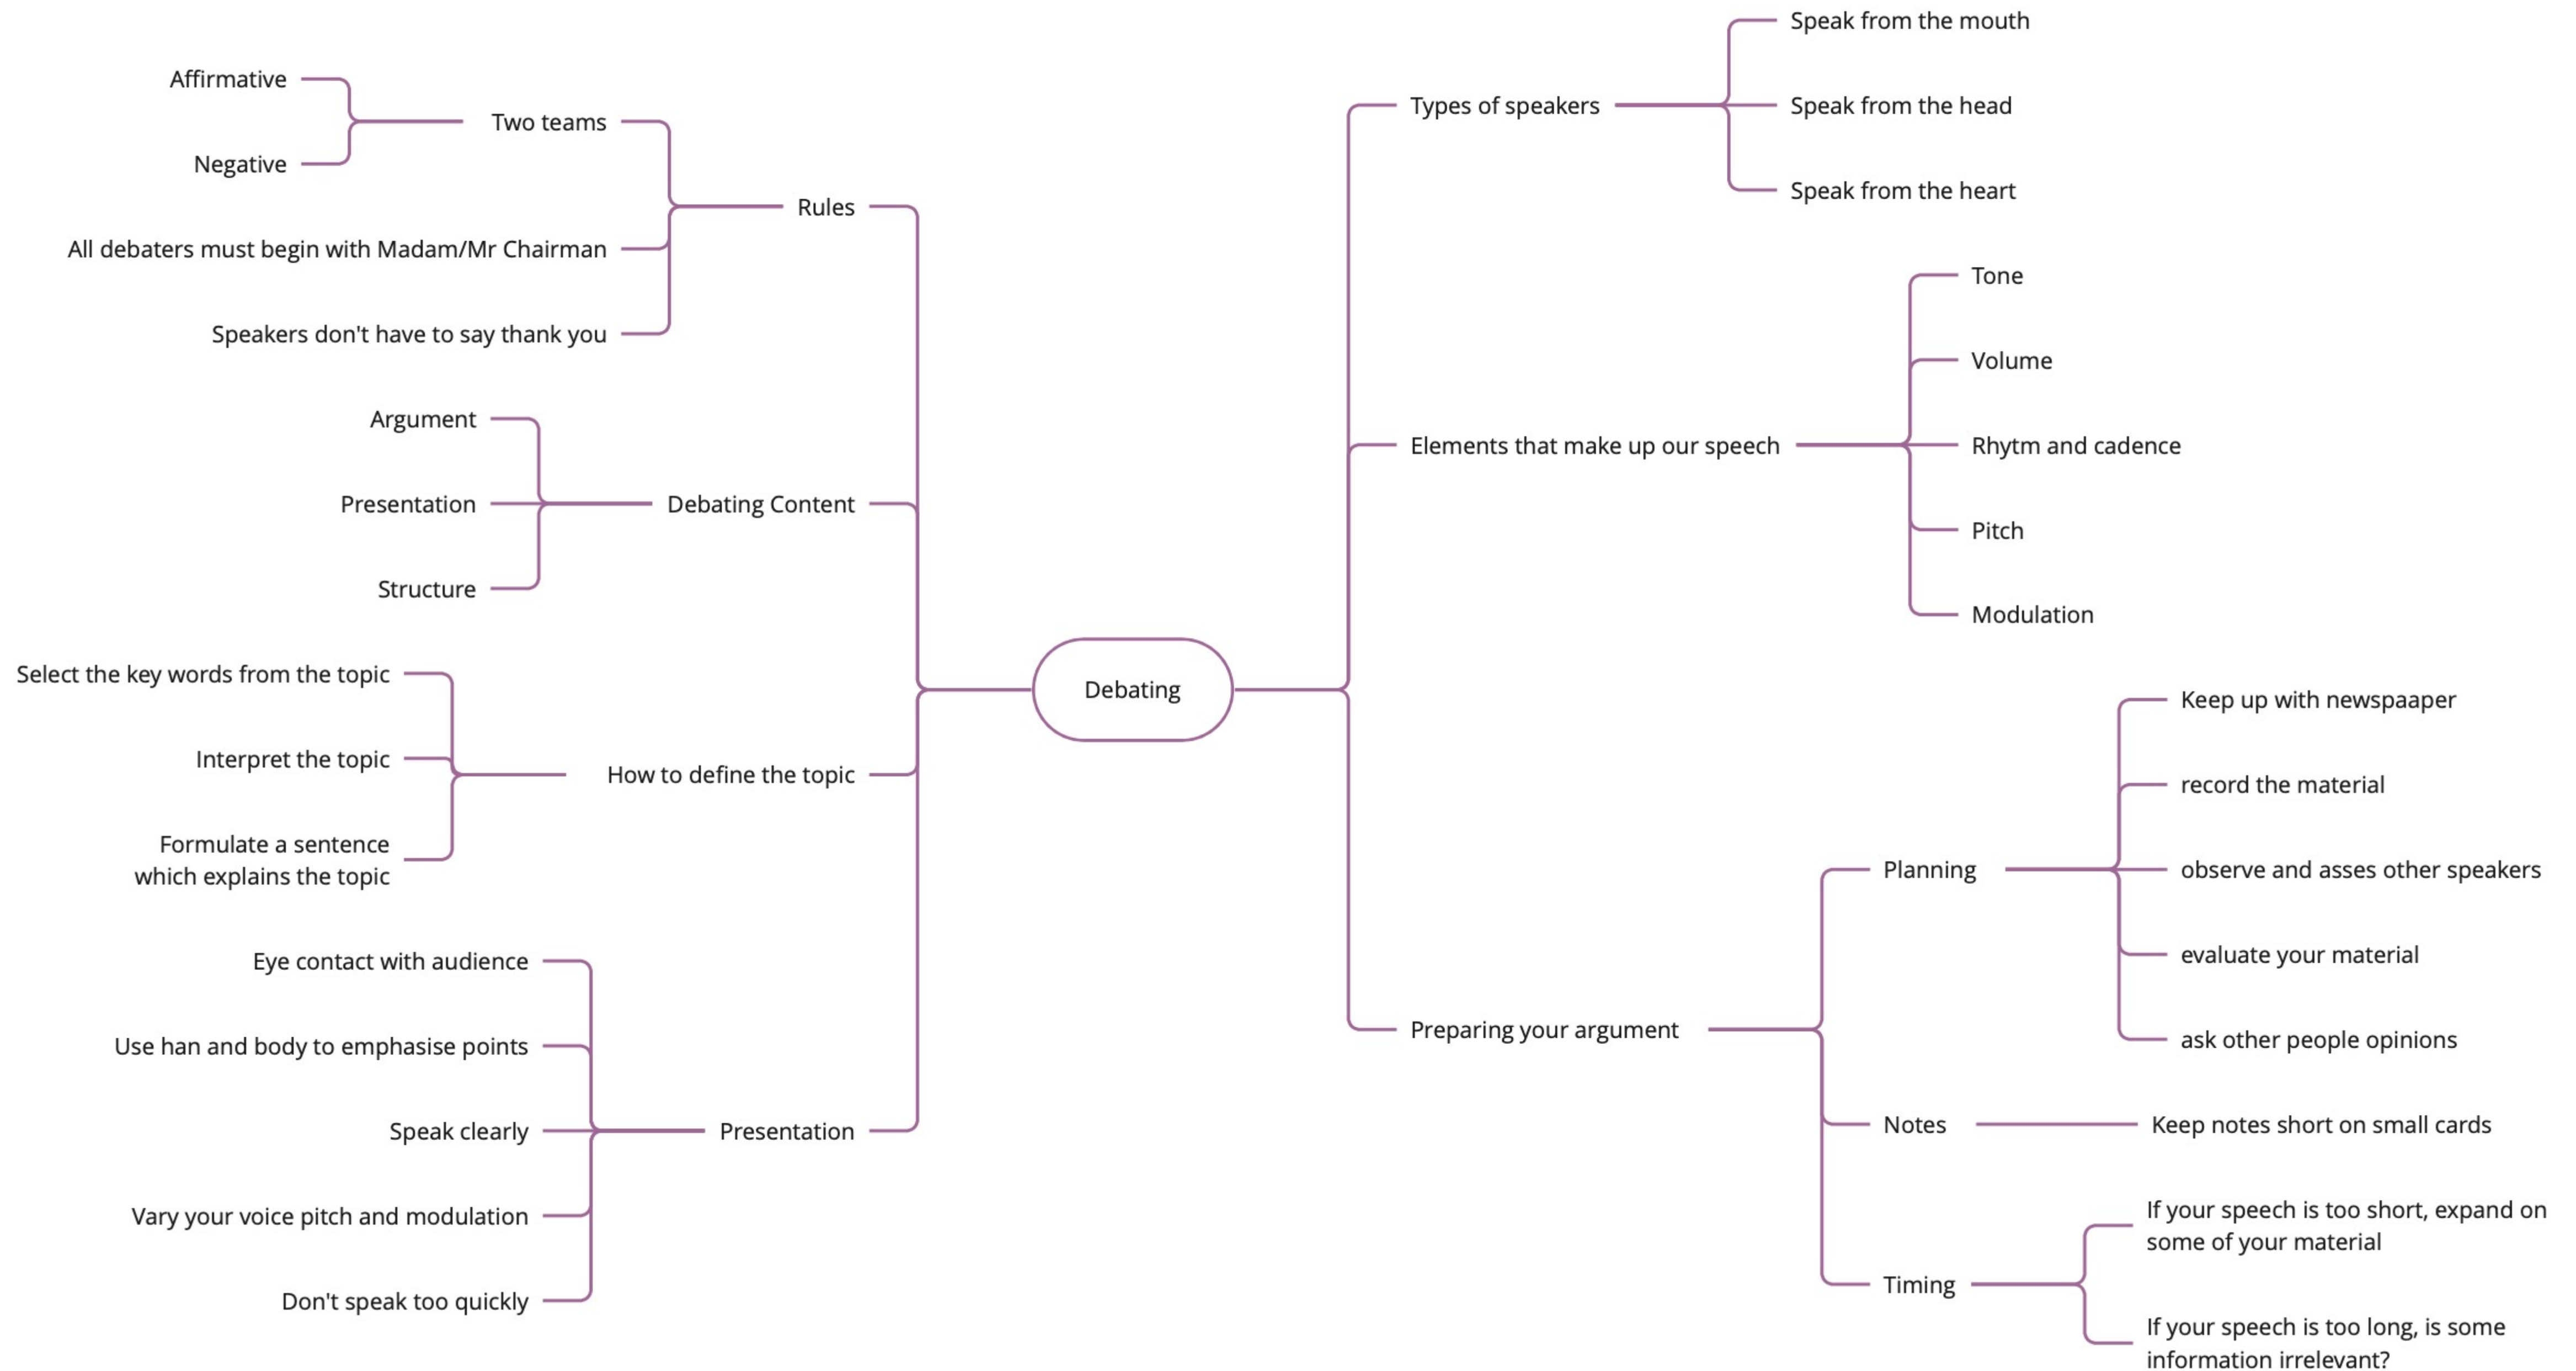 Debating
Rules
Two teams
Affirmative
Negative
All debaters must begin with Madam/Mr Chairman
Speakers don't have to say thank you
Debating Content
Argument
Presentation
Structure
How to define the topic
Select the key words from the topic
Interpret the topic
Formulate a sentence
which explains the topic
Presentation
Eye contact with audience
Use han and body to emphasise points
Speak clearly
Vary your voice pitch and modulation
Don't speak too quickly
Types of speakers
Speak from the mouth
Speak from the head
Speak from the heart
Elements that make up our speech
Tone
Volume
Rhytm and cadence
Pitch
Modulation
Preparing your argument
Planning
Keep up with newspaaper
record the material
observe and asses other speakers
evaluate your material
ask other people opinions
Notes
Keep notes short on small cards
Timing
If your speech is too short, expand on
some of your material
If your speech is too long, is some
information irrelevant?